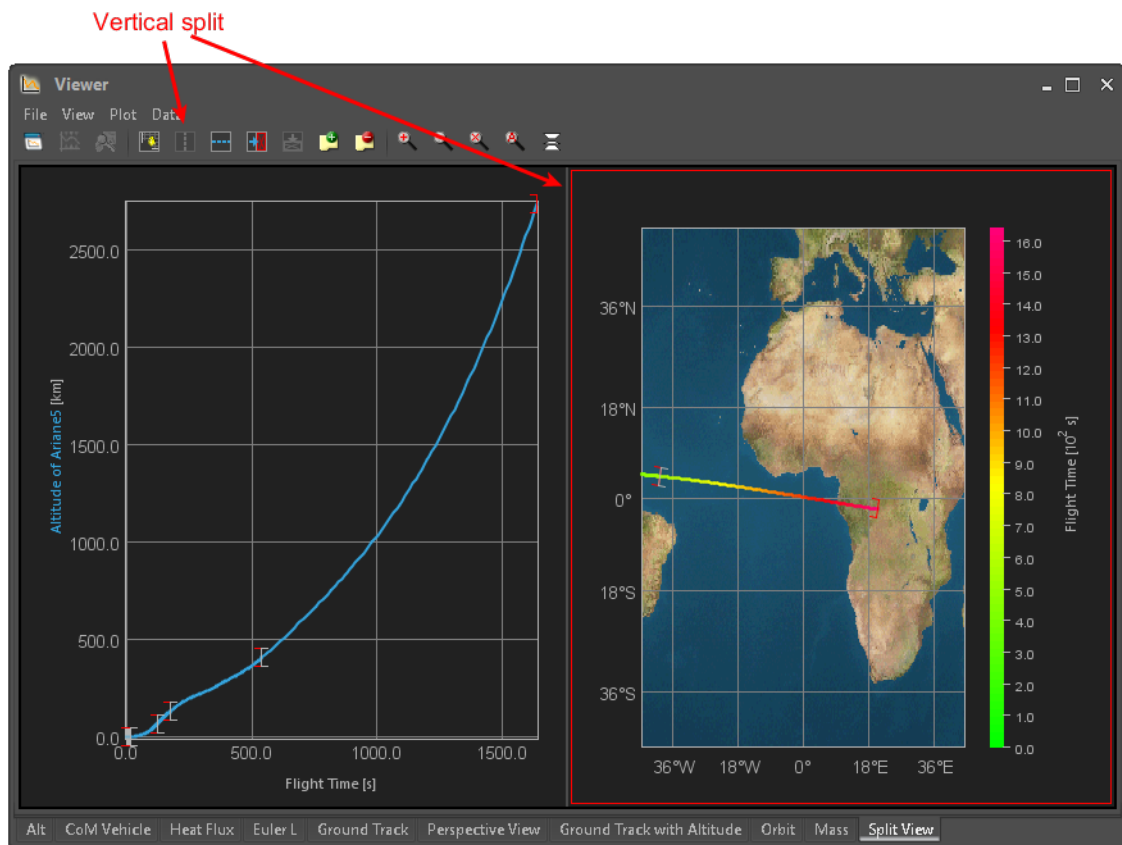 Vertical split
Viewer
File View Plot Data
2500.0
2000.0
1500.0
1000.0
500.0
0.0
Altitude of Ariane5 [km]
0.0 500.0 1000.0 1500.0
Flight Time [s]
36°N
18°N
0°
18°S
36°S
36°W 18°W 0° 18°E 36°E
16.0
15.0
14.0
13.0
12.0
11.0
10.0
9.0
8.0
7.0
6.0
5.0
4.0
3.0
2.0
1.0
0.0
Flight Time [10² s]
Alt CoM Vehicle Heat Flux Euler L Ground Track Perspective View Ground Track with Altitude Orbit Mass Split View